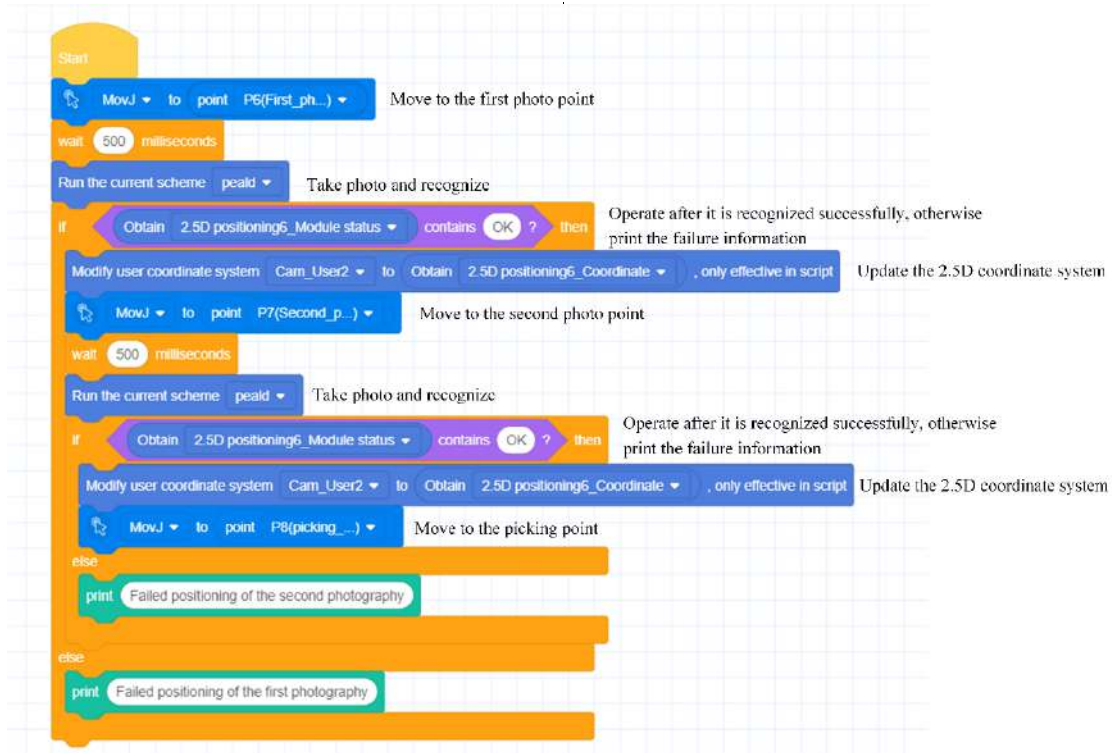 Start
MovJ to point P6(First_ph...) Move to the first photo point
wait 500 milliseconds
Run the current scheme peald Take photo and recognize
if Obtain 2.5D positioning6_Module status contains OK ? then Operate after it is recognized successfully, otherwise
print the failure information
Modify user coordinate system Cam_User2 to Obtain 2.5D positioning6_Coordinate , only effective in script Update the 2.5D coordinate system
MovJ to point P7(Second_p...) Move to the second photo point
wait 500 milliseconds
Run the current scheme peald Take photo and recognize
if Obtain 2.5D positioning6_Module status contains OK ? then Operate after it is recognized successfully, otherwise
print the failure information
Modify user coordinate system Cam_User2 to Obtain 2.5D positioning6_Coordinate , only effective in script Update the 2.5D coordinate system
MovJ to point P8(picking_...) Move to the picking point
else
print Failed positioning of the second photography
else
print Failed positioning of the first photography